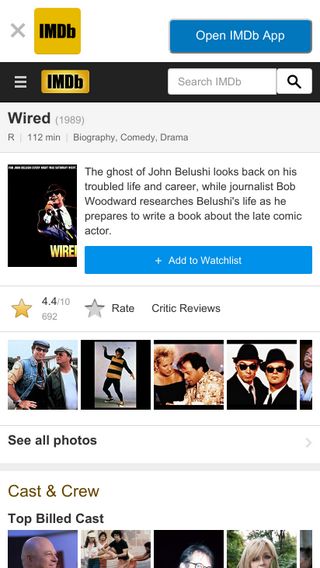 IMDb
Open IMDb App
IMDb
Search IMDb
Wired (1989)
R | 112 min | Biography, Comedy, Drama
The ghost of John Belushi looks back on his
troubled life and career, while journalist Bob
Woodward researches Belushi's life as he
prepares to write a book about the late comic
actor.
WIRED
+ Add to Watchlist
4.4/10
692
Rate
Critic Reviews
See all photos
Cast & Crew
Top Billed Cast